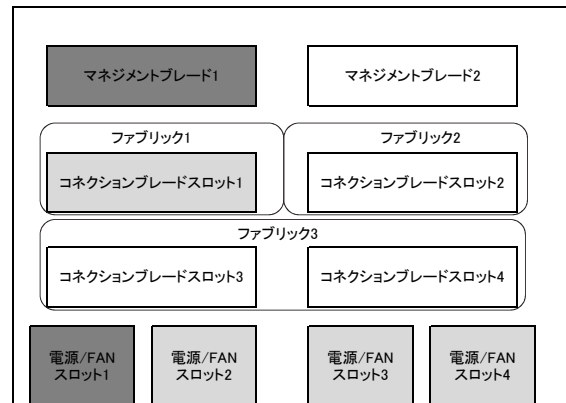 マネジメントブレード1
マネジメントブレード2
ファブリック1
ファブリック2
コネクションブレードスロット1
コネクションブレードスロット2
ファブリック3
コネクションブレードスロット3
コネクションブレードスロット4
電源/FAN
スロット1
電源/FAN
スロット2
電源/FAN
スロット3
電源/FAN
スロット4